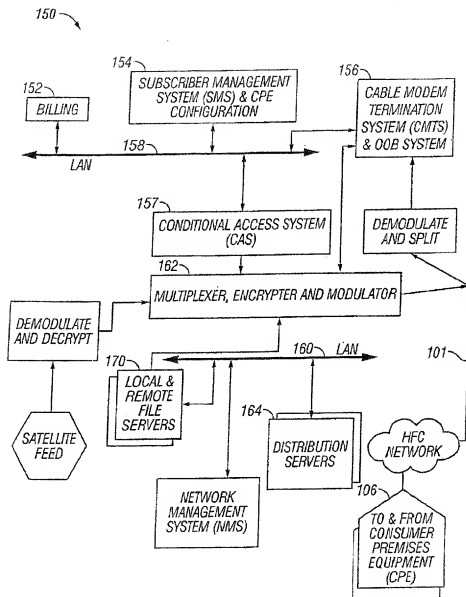 150
152
BILLING
154
SUBSCRIBER MANAGEMENT
SYSTEM (SMS) & CPE
CONFIGURATION
156
CABLE MODEM
TERMINATION
SYSTEM (CMTS)
& OOB SYSTEM
158
LAN
157
CONDITIONAL ACCESS SYSTEM
(CAS)
DEMODULATE
AND SPLIT
162
MULTIPLEXER, ENCRYPTER AND MODULATOR
DEMODULATE
AND DECRYPT
160
LAN
101
170
LOCAL &
REMOTE FILE
SERVERS
164
DISTRIBUTION
SERVERS
SATELLITE
FEED
HFC
NETWORK
NETWORK
MANAGEMENT
SYSTEM (NMS)
106
TO & FROM
CONSUMER
PREMISES
EQUIPMENT
(CPE)